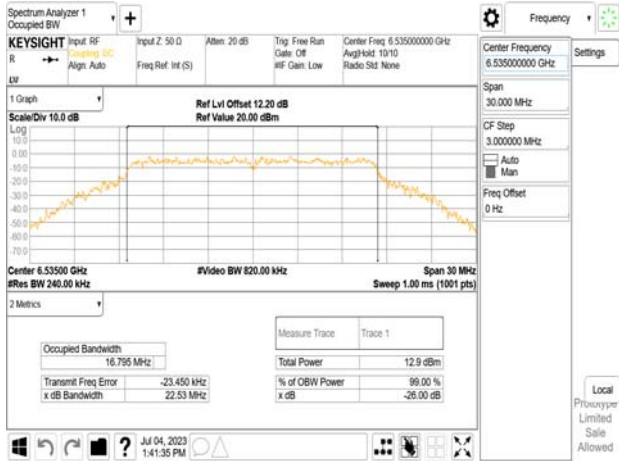 Spectrum Analyzer 1
Occupied BW
KEYSIGHT
R
LXI
Input: RF
Coupling: DC
Align: Auto
Input Z: 50 Ω
Freq Ref: Int (S)
Atten: 20 dB
Trig: Free Run
Gate: Off
#IF Gain: Low
Center Freq: 6.535000000 GHz
Avg|Hold: 10/10
Radio Std: None
1 Graph
Scale/Div 10.0 dB
Ref Lvl Offset 12.20 dB
Ref Value 20.00 dBm
Log
10.0
0.00
-10.0
-20.0
-30.0
-40.0
-50.0
-60.0
-70.0
Center 6.53500 GHz
#Res BW 240.00 kHz
#Video BW 820.00 kHz
Span 30 MHz
Sweep 1.00 ms (1001 pts)
2 Metrics
Measure Trace
Trace 1
Occupied Bandwidth
16.795 MHz
Total Power
12.9 dBm
Transmit Freq Error
-23.450 kHz
% of OBW Power
99.00 %
x dB Bandwidth
22.53 MHz
x dB
-26.00 dB
Jul 04, 2023
1:41:35 PM
Frequency
Center Frequency
6.535000000 GHz
Settings
Span
30.000 MHz
CF Step
3.000000 MHz
Auto
Man
Freq Offset
0 Hz
Local
Prototype
Limited
Sale
Allowed